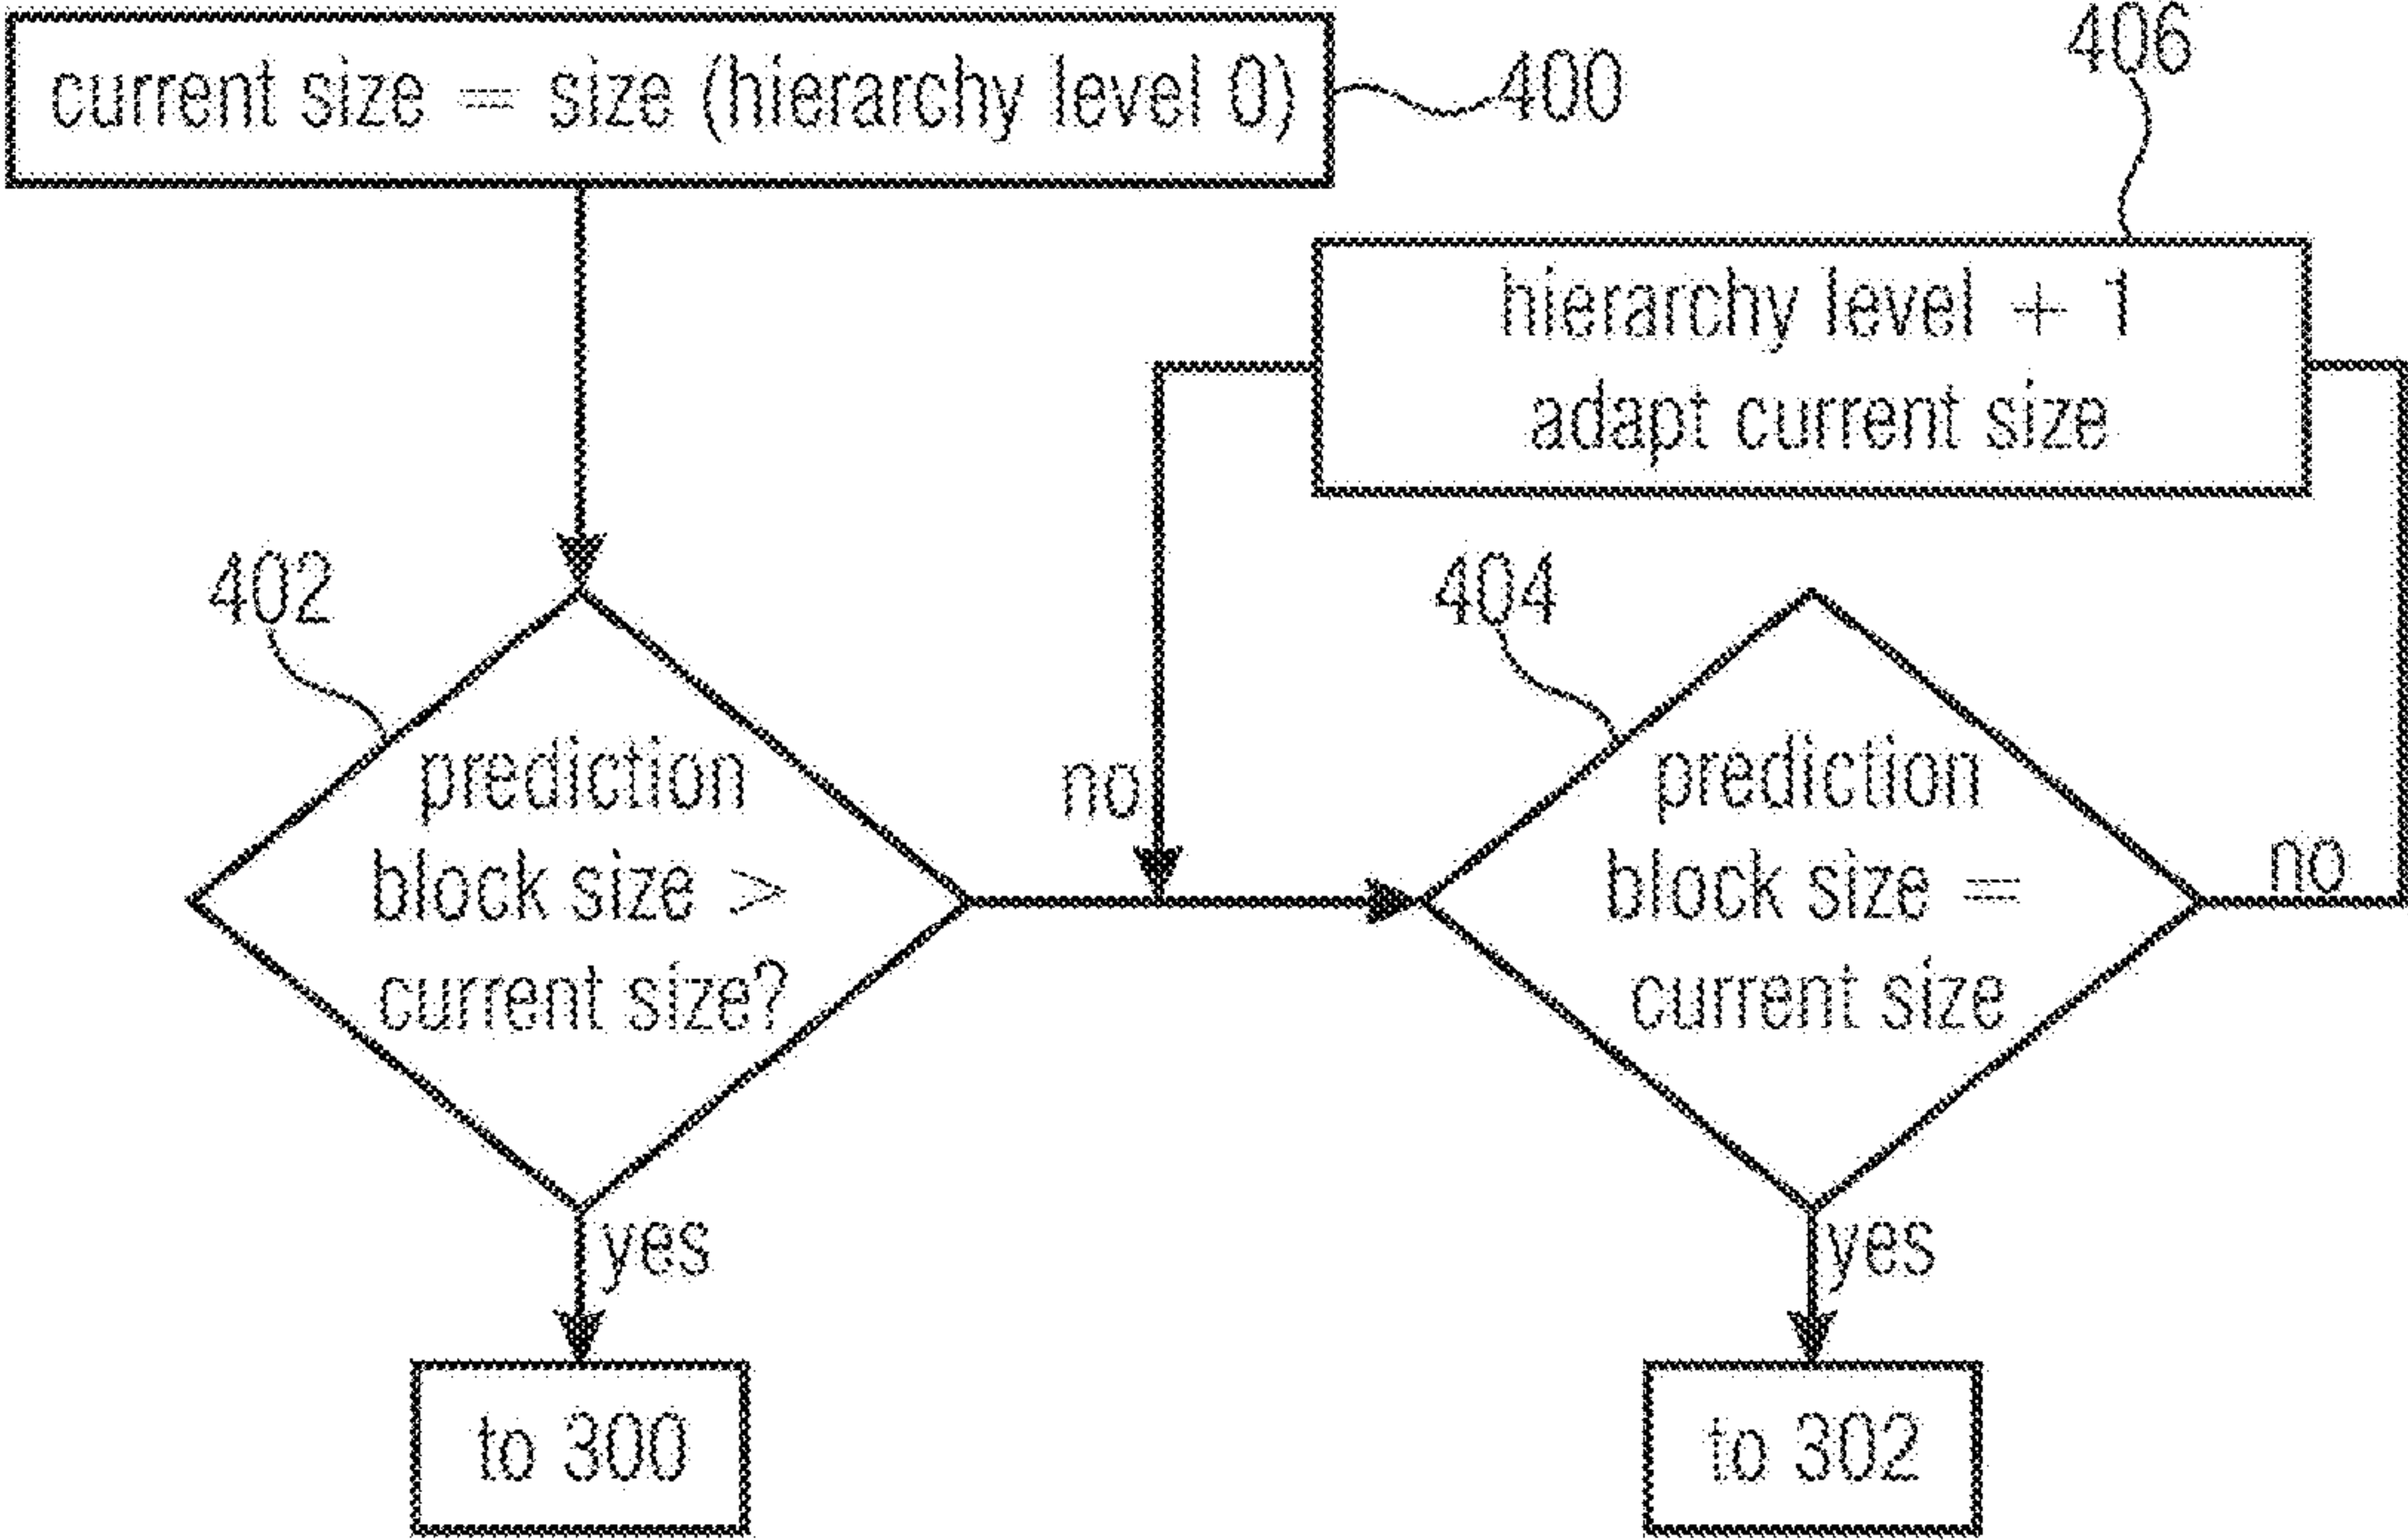 current size = size (hierarchy level 0)
400
406
hierarchy level + 1
adapt current size
402
prediction
block size >
current size?
no
404
prediction
block size =
current size
no
yes
yes
to 300
to 302